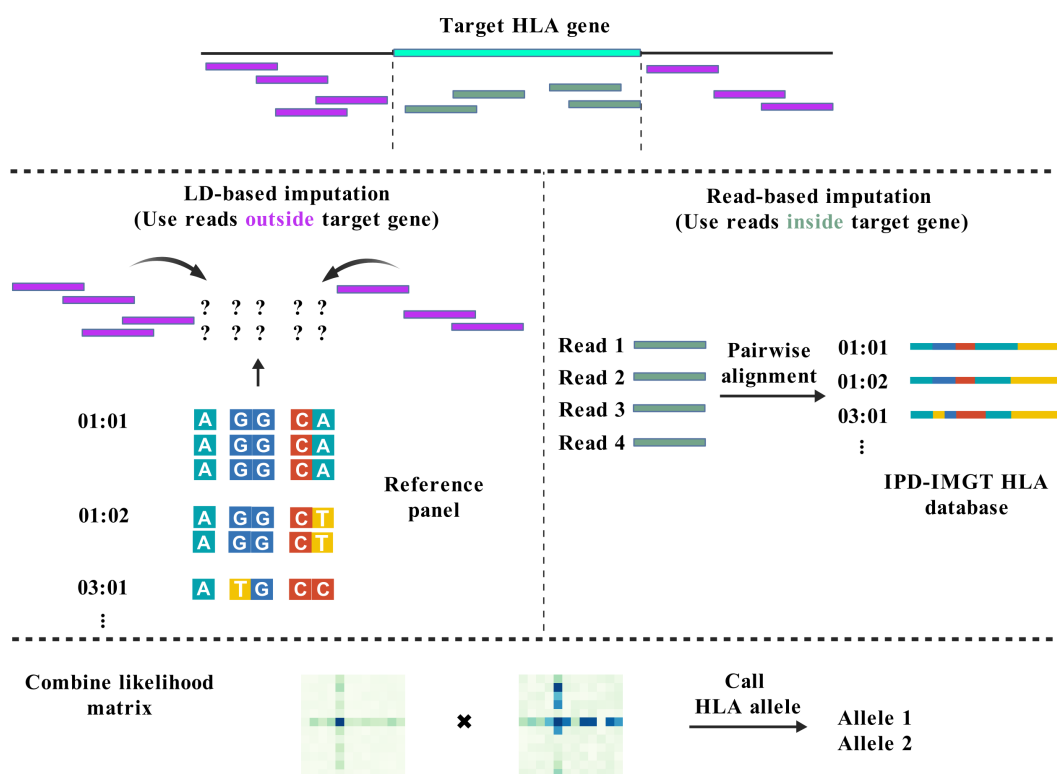 Target HLA gene
LD-based imputation
(Use reads outside target gene)
? ? ? ? ?
? ? ? ? ?
01:01
A G G C A
A G G C A
A G G C A
01:02
A G G C T
A G G C T
03:01
A T G C C
⋮
Reference
panel
Read-based imputation
(Use reads inside target gene)
Read 1
Read 2
Read 3
Read 4
Pairwise
alignment
01:01
01:02
03:01
⋮
IPD-IMGT HLA
database
Combine likelihood
matrix
×
Call
HLA allele
Allele 1
Allele 2